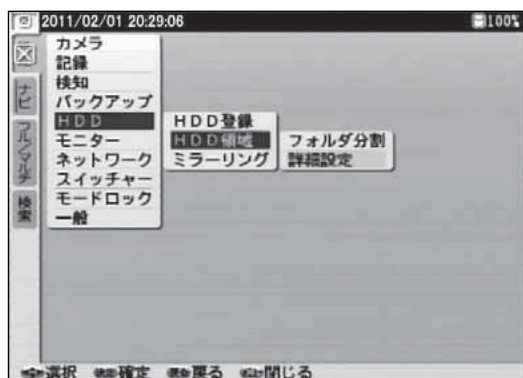 2011/02/01 20:29:06
100%
カメラ
記録
検知
バックアップ
HDD
モニター
ネットワーク
スイッチャー
モードロック
一般
HDD登録
HDD領域
ミラーリング
フォルダ分割
詳細設定
ナビ
フル/マルチ
検索
選択 確定 戻る 閉じる